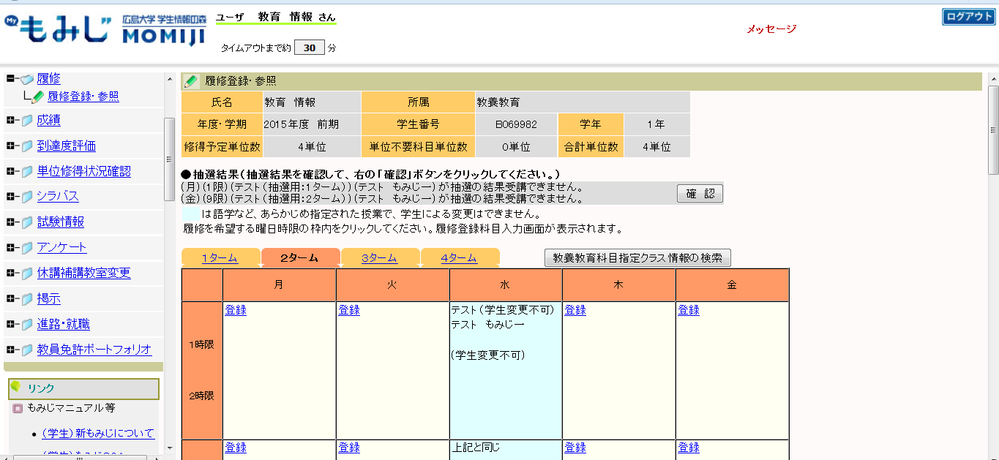 My もみじ 広島大学 学生情報の森 MOMIJI
ユーザ 教育 情報 さん
タイムアウトまで約 30 分
メッセージ
ログアウト
履修
履修登録・参照
成績
到達度評価
単位修得状況確認
シラバス
試験情報
アンケート
休講補講教室変更
掲示
進路・就職
教員免許ポートフォリオ
リンク
もみじマニュアル等
(学生)新もみじについて
履修登録・参照
氏名 教育 情報 所属 教養教育
年度・学期 2015年度 前期 学生番号 B069982 学年 1年
修得予定単位数 4単位 単位不要科目単位数 0単位 合計単位数 4単位
●抽選結果(抽選結果を確認して、右の「確認」ボタンをクリックしてください。)
(月)(1限)(テスト(抽選用:1ターム))(テスト もみじ一)が抽選の結果受講できません。
(金)(9限)(テスト(抽選用:2ターム))(テスト もみじ一)が抽選の結果受講できません。
確 認
は語学など、あらかじめ指定された授業で、学生による変更はできません。
履修を希望する曜日時限の枠内をクリックしてください。履修登録科目入力画面が表示されます。
1ターム 2ターム 3ターム 4ターム 教養教育科目指定クラス情報の検索
月 火 水 木 金
登録 登録 テスト(学生変更不可) 登録 登録
テスト もみじ一
1時限
(学生変更不可)
2時限
登録 登録 上記と同じ 登録 登録